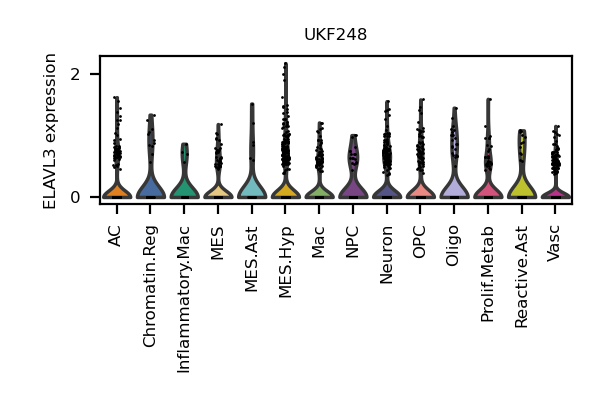 UKF248
ELAVL3 expression
2
0
AC
Chromatin.Reg
Inflammatory.Mac
MES
MES.Ast
MES.Hyp
Mac
NPC
Neuron
OPC
Oligo
Prolif.Metab
Reactive.Ast
Vasc